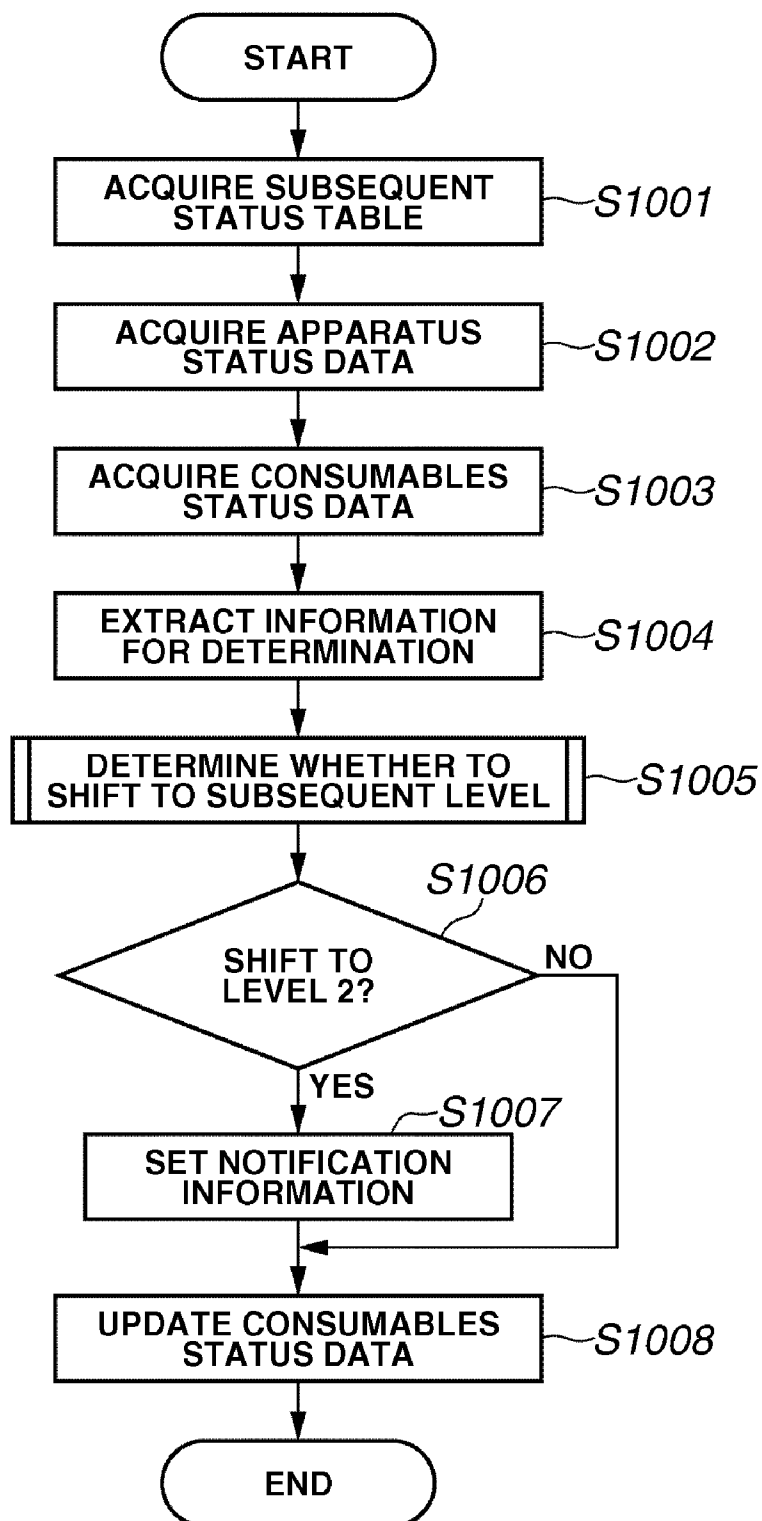 START
ACQUIRE SUBSEQUENT
STATUS TABLE
S1001
ACQUIRE APPARATUS
STATUS DATA
S1002
ACQUIRE CONSUMABLES
STATUS DATA
S1003
EXTRACT INFORMATION
FOR DETERMINATION
S1004
DETERMINE WHETHER TO
SHIFT TO SUBSEQUENT LEVEL
S1005
S1006
SHIFT TO
LEVEL 2?
NO
YES
S1007
SET NOTIFICATION
INFORMATION
UPDATE CONSUMABLES
STATUS DATA
S1008
END